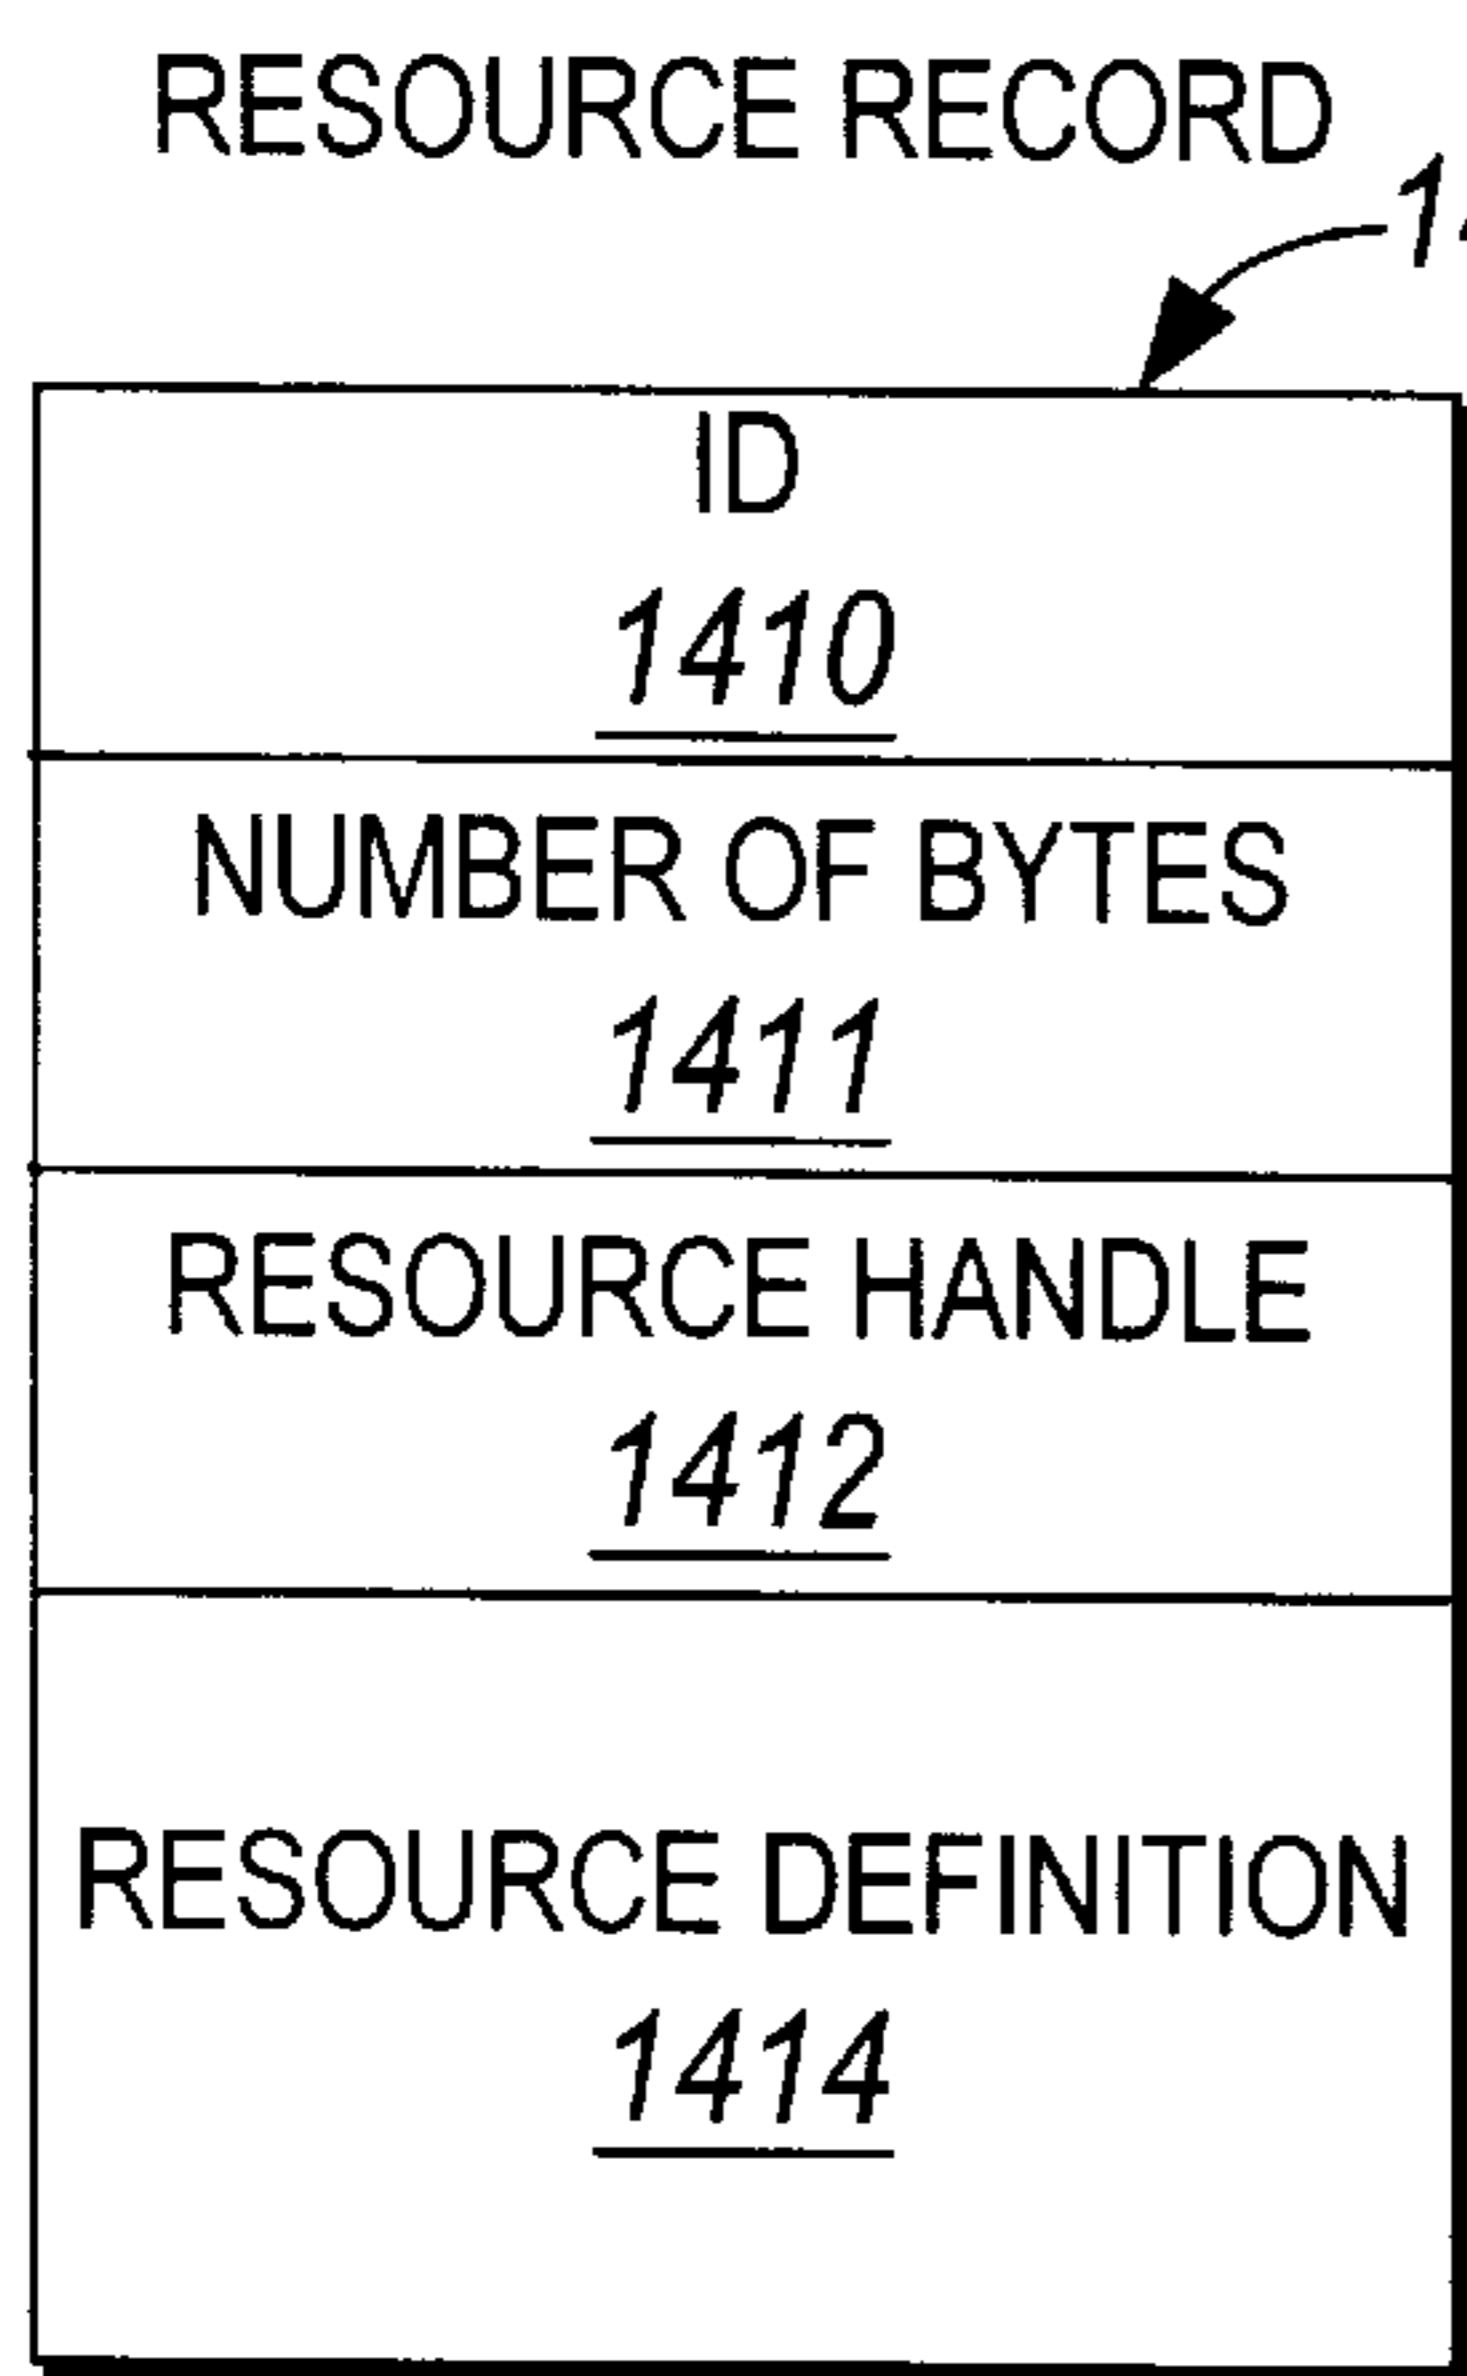 RESOURCE RECORD
ID
1410
NUMBER OF BYTES
1411
RESOURCE HANDLE
1412
RESOURCE DEFINITION
1414